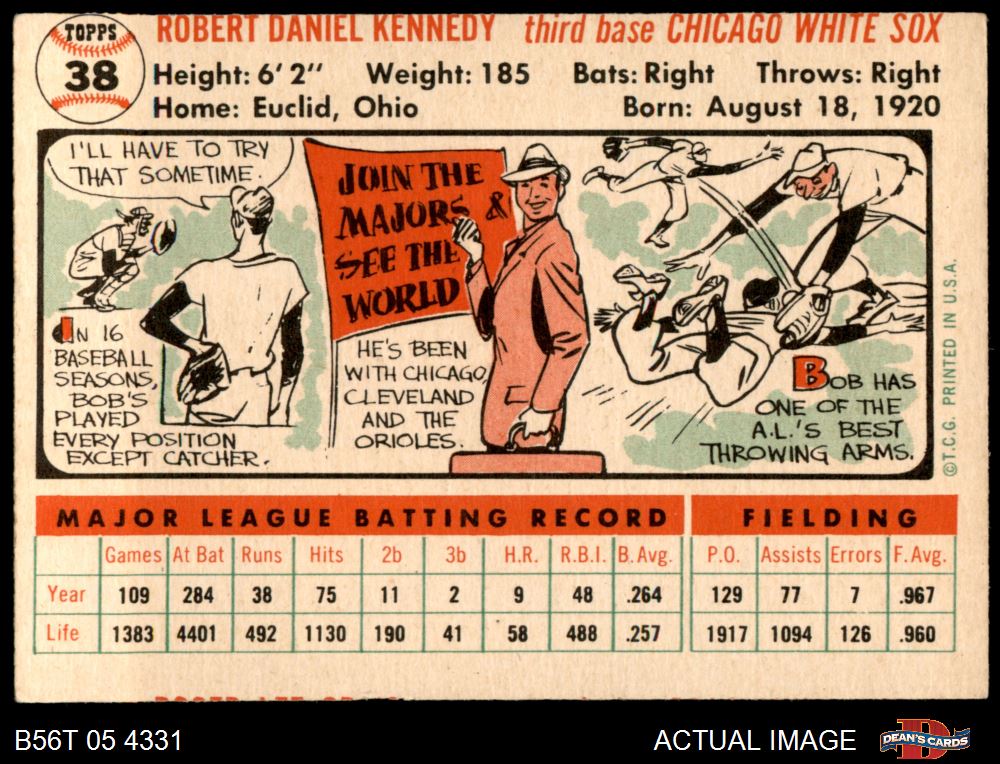 TOPPS
38
ROBERT DANIEL KENNEDY third base CHICAGO WHITE SOX
Height: 6' 2" Weight: 185 Bats: Right Throws: Right
Home: Euclid, Ohio Born: August 18, 1920
I'LL HAVE TO TRY
THAT SOMETIME.
IN 16
BASEBALL
SEASONS,
BOB'S
PLAYED
EVERY POSITION
EXCEPT CATCHER.
JOIN THE
MAJORS &
SEE THE
WORLD
HE'S BEEN
WITH CHICAGO,
CLEVELAND
AND THE
ORIOLES.
BOB HAS
ONE OF THE
A.L.'S BEST
THROWING ARMS.
©T.C.G. PRINTED IN U.S.A.
MAJOR LEAGUE BATTING RECORD FIELDING
Games At Bat Runs Hits 2b 3b H.R. R.B.I. B. Avg. P.O. Assists Errors F. Avg.
Year 109 284 38 75 11 2 9 48 .264 129 77 7 .967
Life 1383 4401 492 1130 190 41 58 488 .257 1917 1094 126 .960
B56T 05 4331
ACTUAL IMAGE
D
DEAN'S CARDS